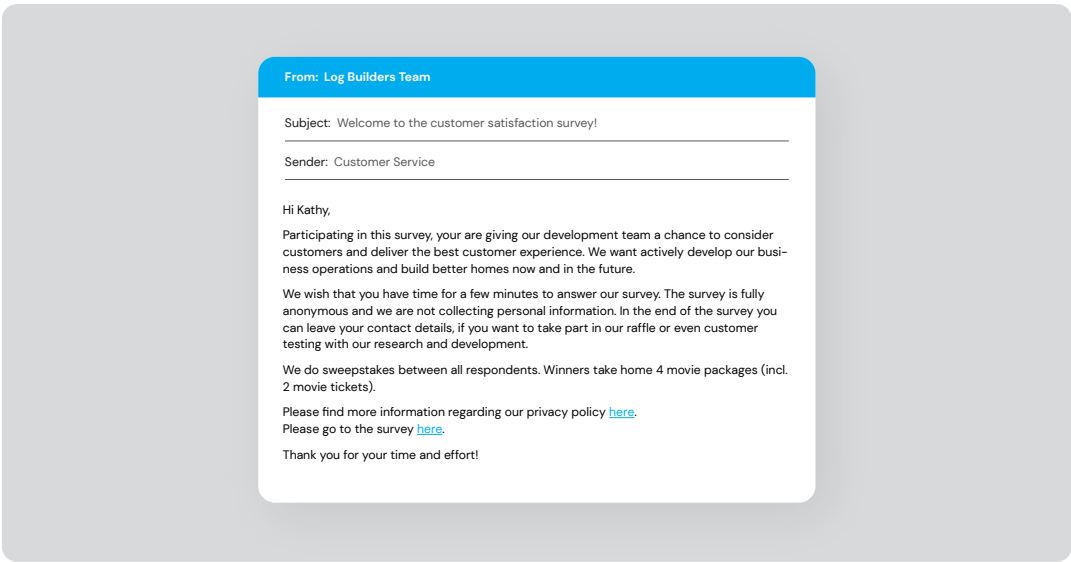 From: Log Builders Team
Subject: Welcome to the customer satisfaction survey!
Sender: Customer Service
Hi Kathy,
Participating in this survey, your are giving our development team a chance to consider
customers and deliver the best customer experience. We want actively develop our busi-
ness operations and build better homes now and in the future.
We wish that you have time for a few minutes to answer our survey. The survey is fully
anonymous and we are not collecting personal information. In the end of the survey you
can leave your contact details, if you want to take part in our raffle or even customer
testing with our research and development.
We do sweepstakes between all respondents. Winners take home 4 movie packages (incl.
2 movie tickets).
Please find more information regarding our privacy policy here.
Please go to the survey here.
Thank you for your time and effort!